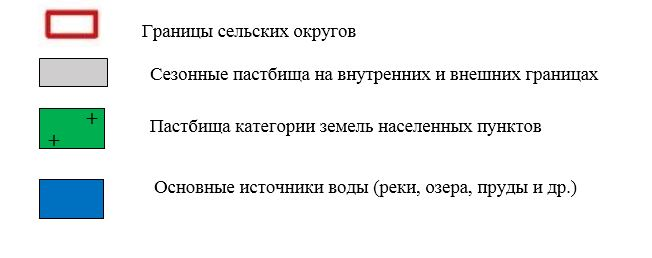 Границы сельских округов
Сезонные пастбища на внутренних и внешних границах
Пастбища категории земель населенных пунктов
Основные источники воды (реки, озера, пруды и др.)